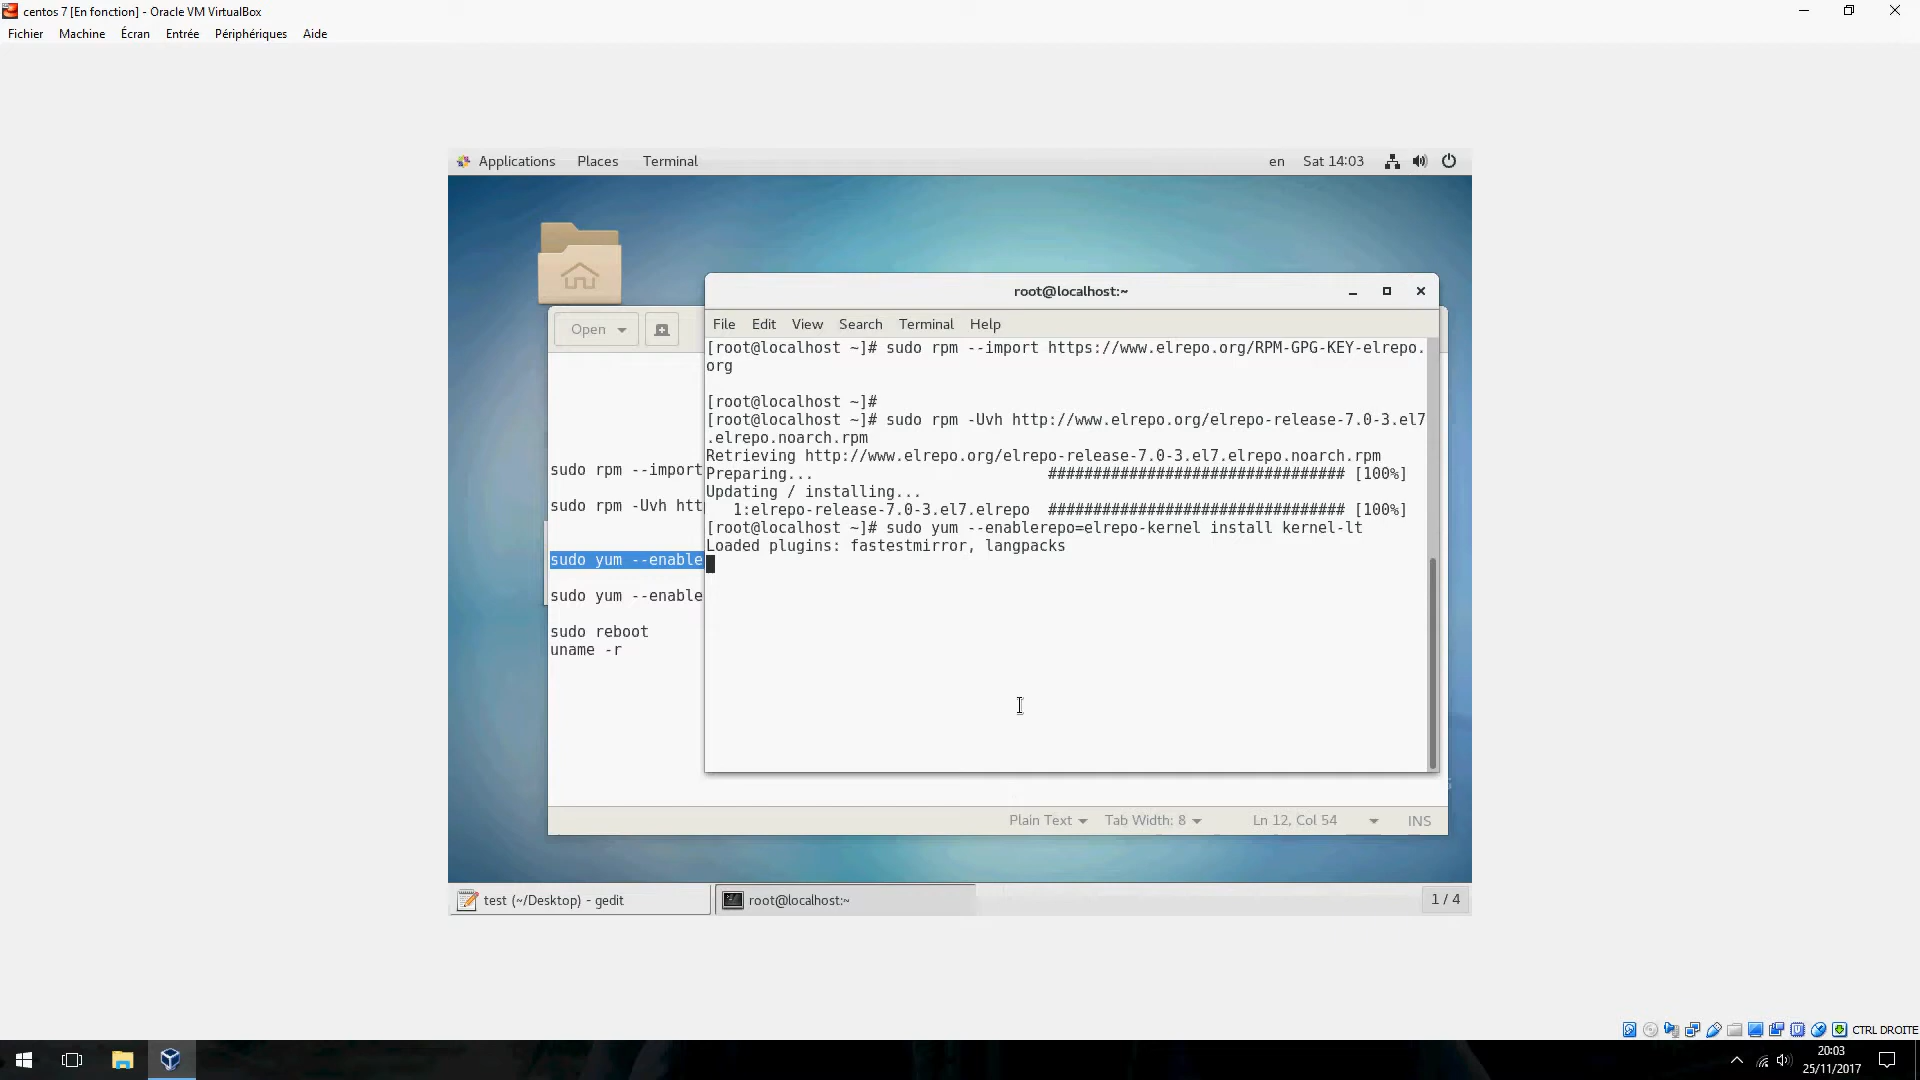 centos 7 [En fonction] - Oracle VM VirtualBox
Fichier Machine Écran Entrée Périphériques Aide
Applications Places Terminal en Sat 14:03
root@localhost:~
Open
File Edit View Search Terminal Help
[root@localhost ~]# sudo rpm --import https://www.elrepo.org/RPM-GPG-KEY-elrepo.
org
[root@localhost ~]#
[root@localhost ~]# sudo rpm -Uvh http://www.elrepo.org/elrepo-release-7.0-3.el7
.elrepo.noarch.rpm
Retrieving http://www.elrepo.org/elrepo-release-7.0-3.el7.elrepo.noarch.rpm
Preparing... ################################# [100%]
Updating / installing...
1:elrepo-release-7.0-3.el7.elrepo ################################# [100%]
[root@localhost ~]# sudo yum --enablerepo=elrepo-kernel install kernel-lt
Loaded plugins: fastestmirror, langpacks
sudo rpm --import
sudo rpm -Uvh htt
sudo yum --enable
sudo yum --enable
sudo reboot
uname -r
Plain Text Tab Width: 8 Ln 12, Col 54 INS
test (~/Desktop) - gedit root@localhost:~ 1 / 4
CTRL DROITE
20:03
25/11/2017